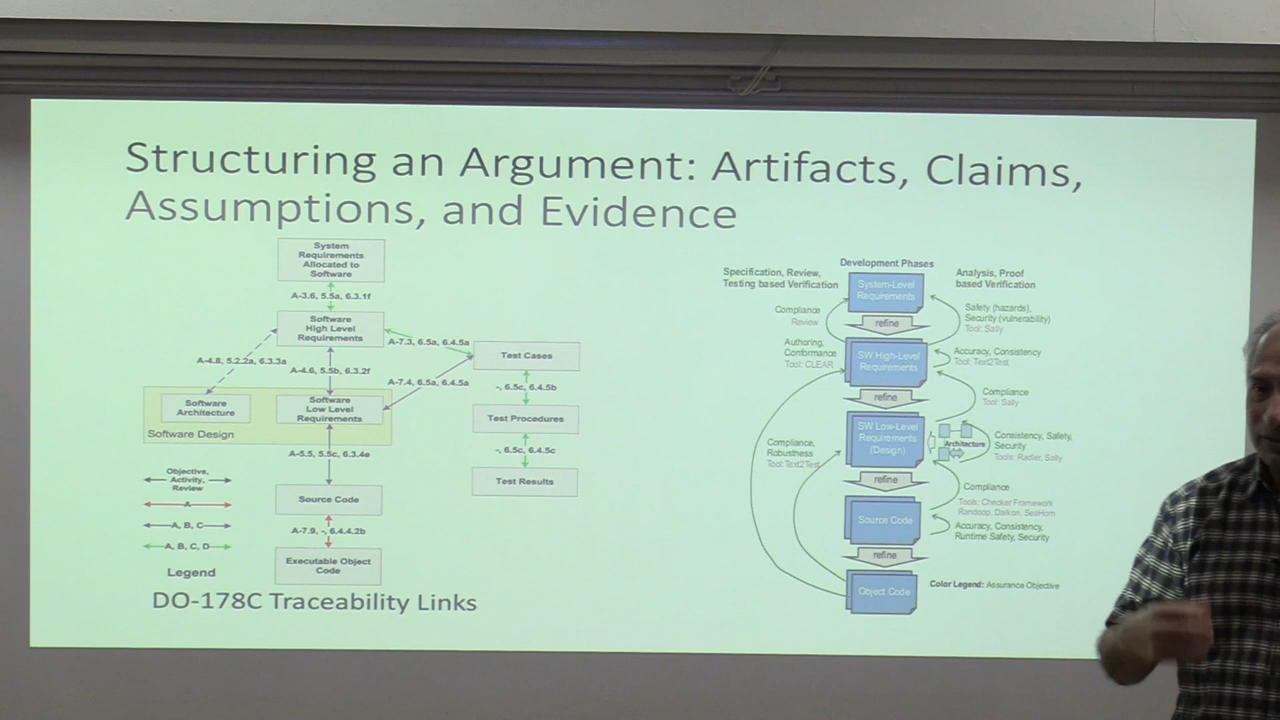 Structuring an Argument: Artifacts, Claims,
Assumptions, and Evidence
System
Requirements
Allocated to
Software
A-3.6, 5.5a, 6.3.1f
Software
High Level
Requirements
A-7.3, 6.5a, 6.4.5a
Test Cases
A-4.8, 5.2.2a, 6.3.3a
A-4.6, 5.5b, 6.3.2f
A-7.4, 6.5a, 6.4.5a
-, 6.5c, 6.4.5b
Software
Architecture
Software
Low Level
Requirements
Software Design
Test Procedures
A-5.5, 5.5c, 6.3.4e
-, 6.5c, 6.4.5c
Test Results
Objective,
Activity,
Review
A
A, B, C
A, B, C, D
Legend
Source Code
A-7.9, -, 6.4.4.2b
Executable Object
Code
DO-178C Traceability Links
Development Phases
Specification, Review,
Testing based Verification
Analysis, Proof
based Verification
System-Level
Requirements
Compliance
Review
refine
Safety (hazards),
Security (vulnerability)
Tool: Sally
Authoring,
Conformance
Tool: CLEAR
SW High-Level
Requirements
Accuracy, Consistency
Tool: Text2Test
refine
Compliance
Tool: Sally
SW Low-Level
Requirements
(Design)
Architecture
Consistency, Safety,
Security
Tools: Radler, Sally
Compliance,
Robustness
Tool: Text2Test
refine
Compliance
Tools: Checker Framework
Randoop, Daikon, SeaHorn
Source Code
Accuracy, Consistency,
Runtime Safety, Security
refine
Object Code
Color Legend: Assurance Objective